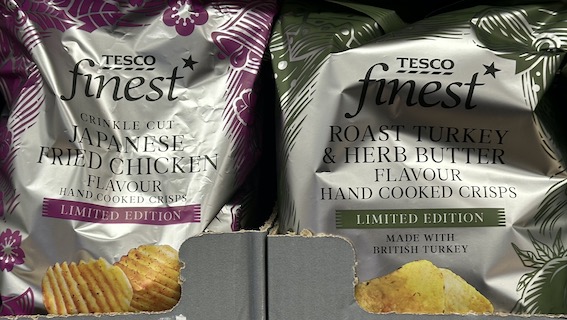 TESCO
finest
CRINKLE CUT
JAPANESE
FRIED CHICKEN
FLAVOUR
HAND COOKED CRISPS
LIMITED EDITION
TESCO
finest
ROAST TURKEY
& HERB BUTTER
FLAVOUR
HAND COOKED CRISPS
LIMITED EDITION
MADE WITH
BRITISH TURKEY